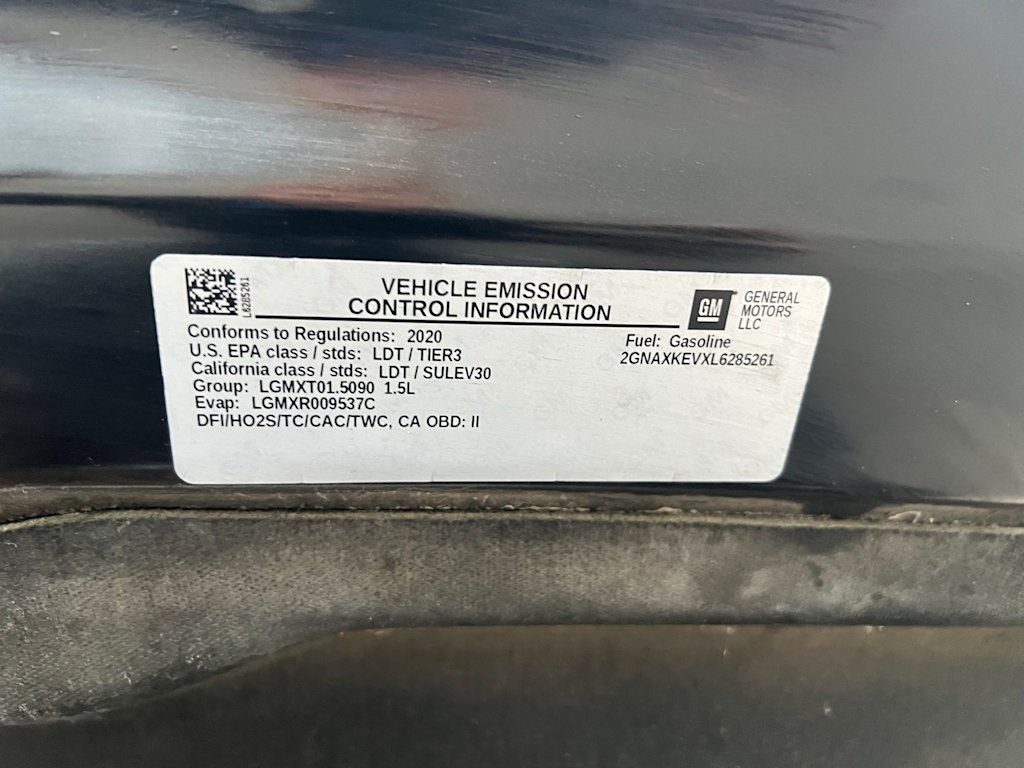 L6285261
VEHICLE EMISSION
CONTROL INFORMATION
GM
GENERAL
MOTORS
LLC
Conforms to Regulations: 2020
U.S. EPA class / stds: LDT / TIER3
California class / stds: LDT / SULEV30
Group: LGMXT01.5090 1.5L
Evap: LGMXR009537C
DFI/HO2S/TC/CAC/TWC, CA OBD: II
Fuel: Gasoline
2GNAXKEVXL6285261